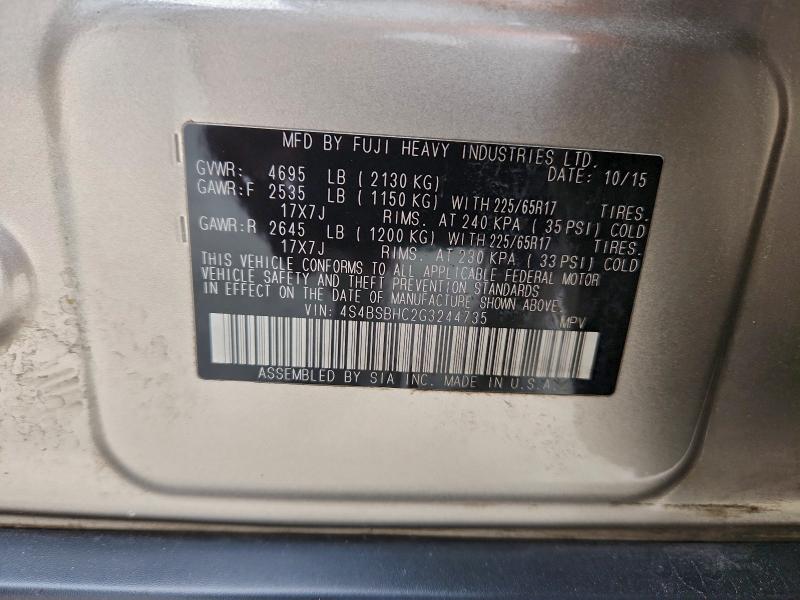 MFD BY FUJI HEAVY INDUSTRIES LTD.
GVWR: 4695 LB ( 2130 KG) DATE: 10/15
GAWR:F 2535 LB ( 1150 KG) WITH 225/65R17 TIRES.
17X7J RIMS. AT 240 KPA ( 35 PSI) COLD
GAWR:R 2645 LB ( 1200 KG) WITH 225/65R17 TIRES.
17X7J RIMS. AT 230 KPA ( 33 PSI) COLD
THIS VEHICLE CONFORMS TO ALL APPLICABLE FEDERAL MOTOR
VEHICLE SAFETY AND THEFT PREVENTION STANDARDS
IN EFFECT ON THE DATE OF MANUFACTURE SHOWN ABOVE.
VIN: 4S4BSBHC2G3244735 MPV
ASSEMBLED BY SIA INC. MADE IN U.S.A.